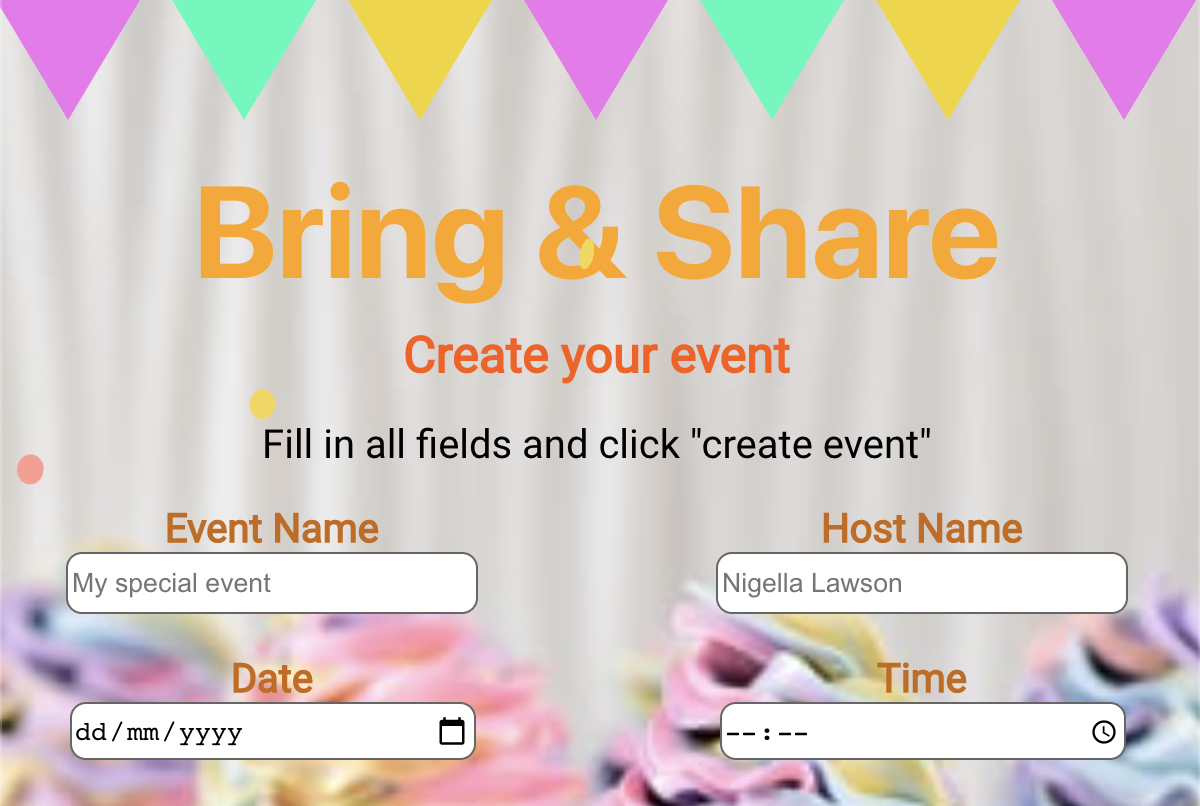 Bring & Share
Create your event
Fill in all fields and click "create event"
Event Name
Host Name
My special event
Nigella Lawson
Date
Time
dd/mm/yyyy
--:--